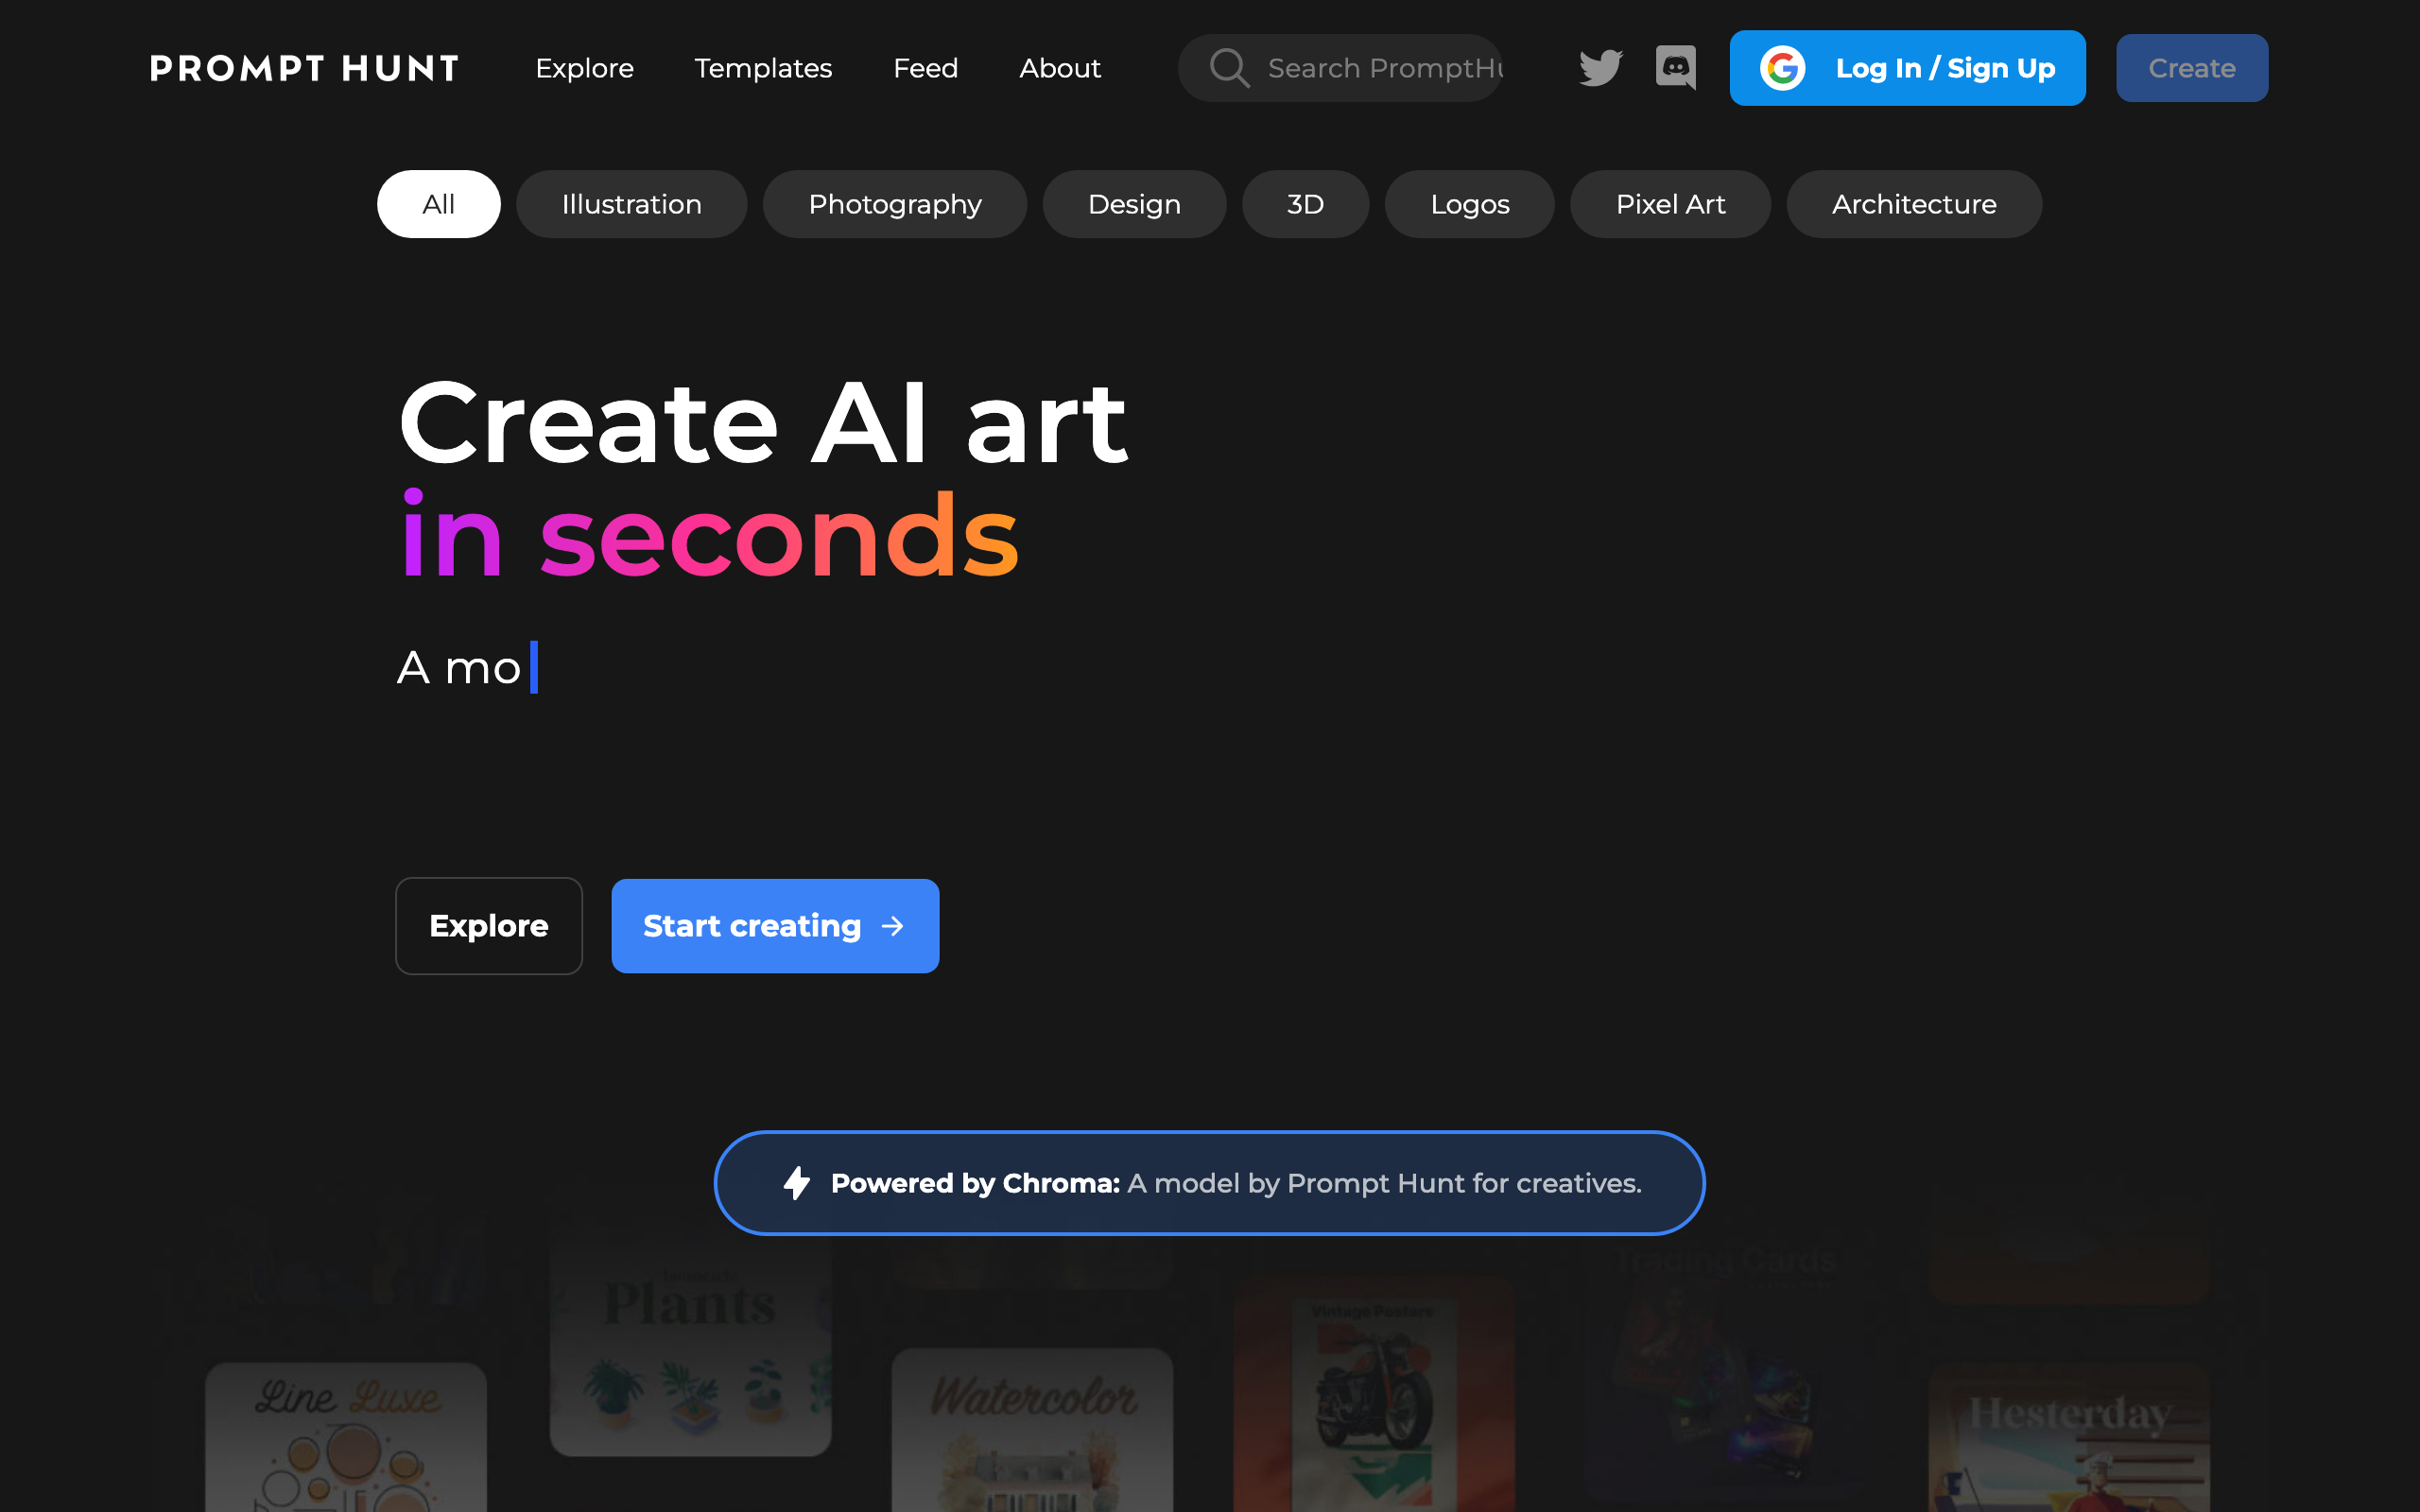 PROMPT HUNT Explore Templates Feed About Search PromptHu Log In / Sign Up Create
All Illustration Photography Design 3D Logos Pixel Art Architecture
Create AI art
in seconds
A mo
Explore Start creating
Powered by Chroma: A model by Prompt Hunt for creatives.
Trading Cards
Plants
Vintage Posters
Line Luxe
Watercolor
Hesterday